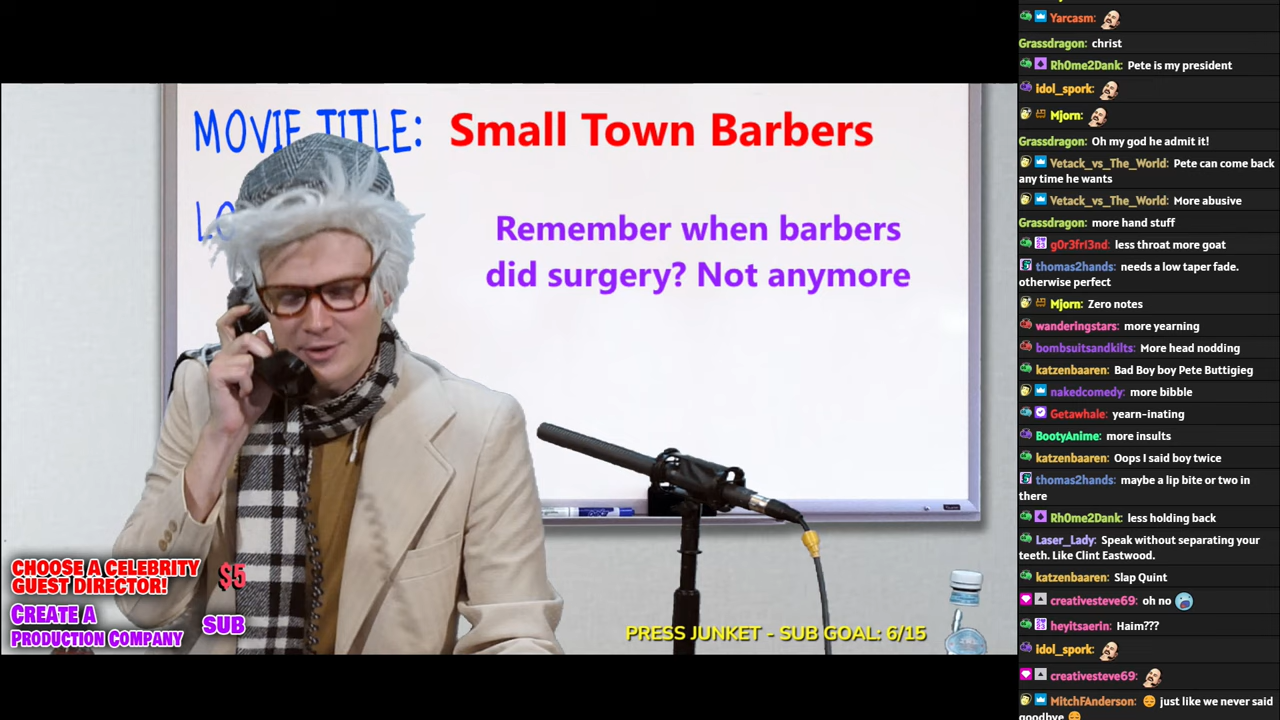 MOVIE TITLE: Small Town Barbers
LO
Remember when barbers
did surgery? Not anymore
CHOOSE A CELEBRITY
GUEST DIRECTOR!
$5
CREATE A
PRODUCTION COMPANY
SUB
PRESS JUNKET - SUB GOAL: 6/15
Yarcasm:
Grassdragon: christ
Rh0me2Dank: Pete is my president
idol_spork:
Mjorn:
Grassdragon: Oh my god he admit it!
Vetack_vs_The_World: Pete can come back
any time he wants
Vetack_vs_The_World: More abusive
Grassdragon: more hand stuff
g0r3fr13nd: less throat more goat
thomas2hands: needs a low taper fade.
otherwise perfect
Mjorn: Zero notes
wanderingstars: more yearning
bombsuitsandkilts: More head nodding
katzenbaaren: Bad Boy boy Pete Buttigieg
nakedcomedy: more bibble
Getawhale: yearn-inating
BootyAnime: more insults
katzenbaaren: Oops I said boy twice
thomas2hands: maybe a lip bite or two in
there
Rh0me2Dank: less holding back
Laser_Lady: Speak without separating your
teeth. Like Clint Eastwood.
katzenbaaren: Slap Quint
creativesteve69: oh no
heyitsaerin: Haim???
idol_spork:
creativesteve69:
MitchFAnderson: 😔 just like we never said
goodbye 😔